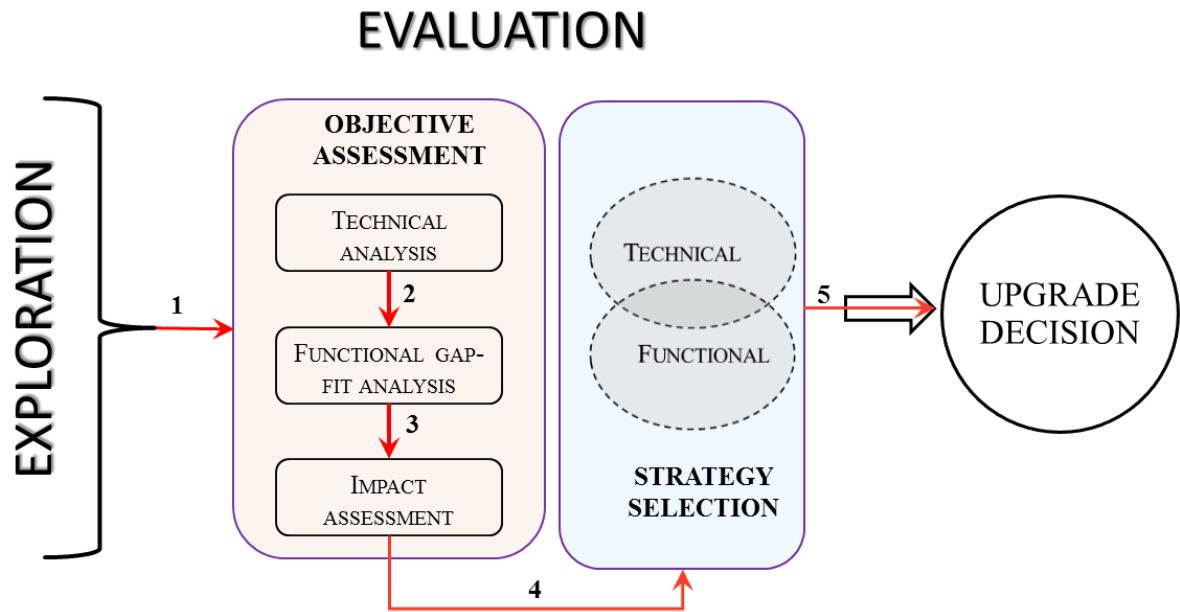 EVALUATION
EXPLORATION
1
OBJECTIVE
ASSESSMENT
TECHNICAL
ANALYSIS
2
FUNCTIONAL GAP-
FIT ANALYSIS
3
IMPACT
ASSESSMENT
4
TECHNICAL
FUNCTIONAL
STRATEGY
SELECTION
5
UPGRADE
DECISION